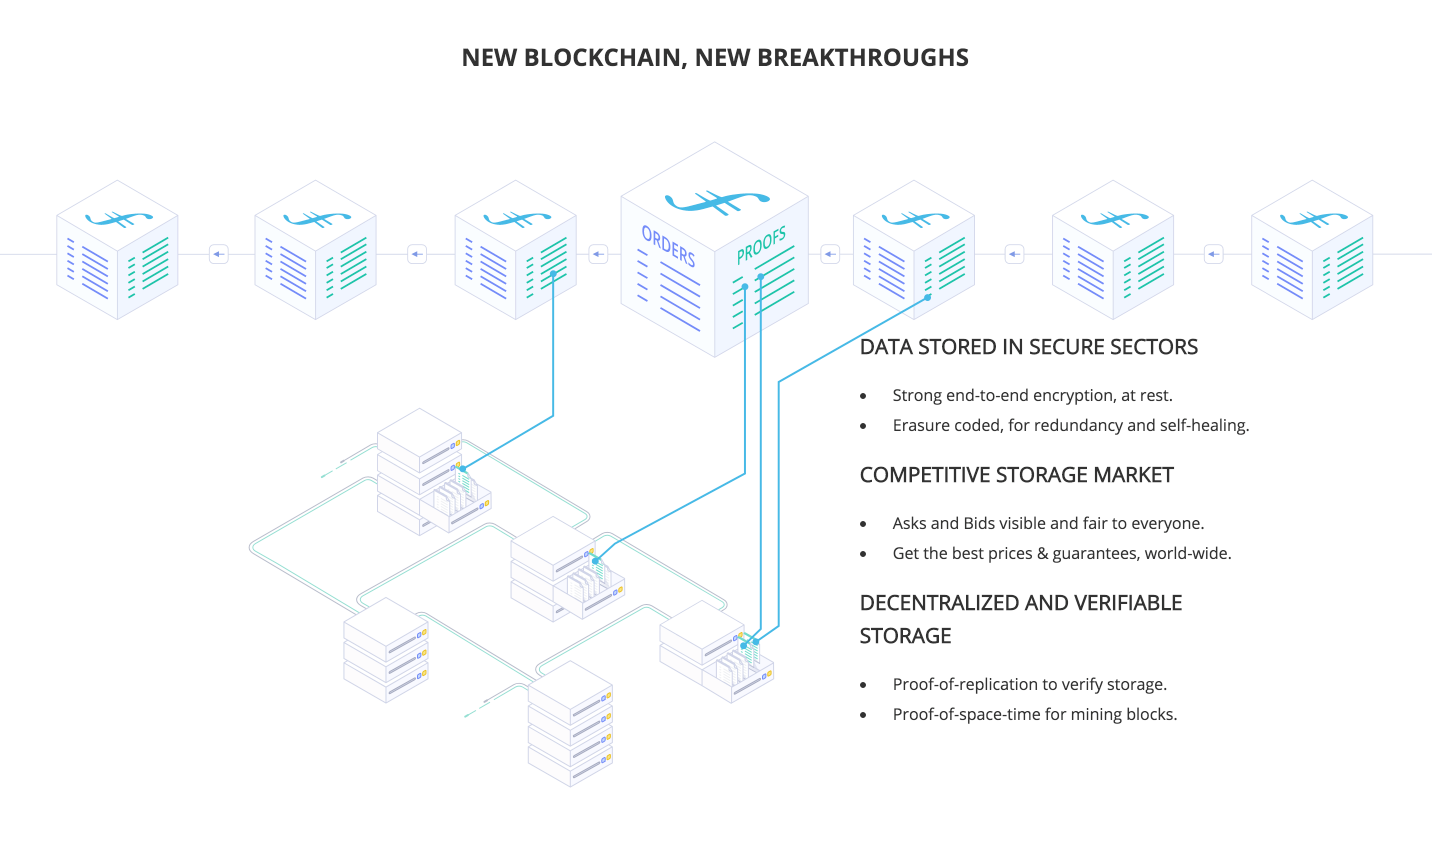 NEW BLOCKCHAIN, NEW BREAKTHROUGHS
ORDERS
PROOFS
DATA STORED IN SECURE SECTORS
• Strong end-to-end encryption, at rest.
• Erasure coded, for redundancy and self-healing.
COMPETITIVE STORAGE MARKET
• Asks and Bids visible and fair to everyone.
• Get the best prices & guarantees, world-wide.
DECENTRALIZED AND VERIFIABLE
STORAGE
• Proof-of-replication to verify storage.
• Proof-of-space-time for mining blocks.